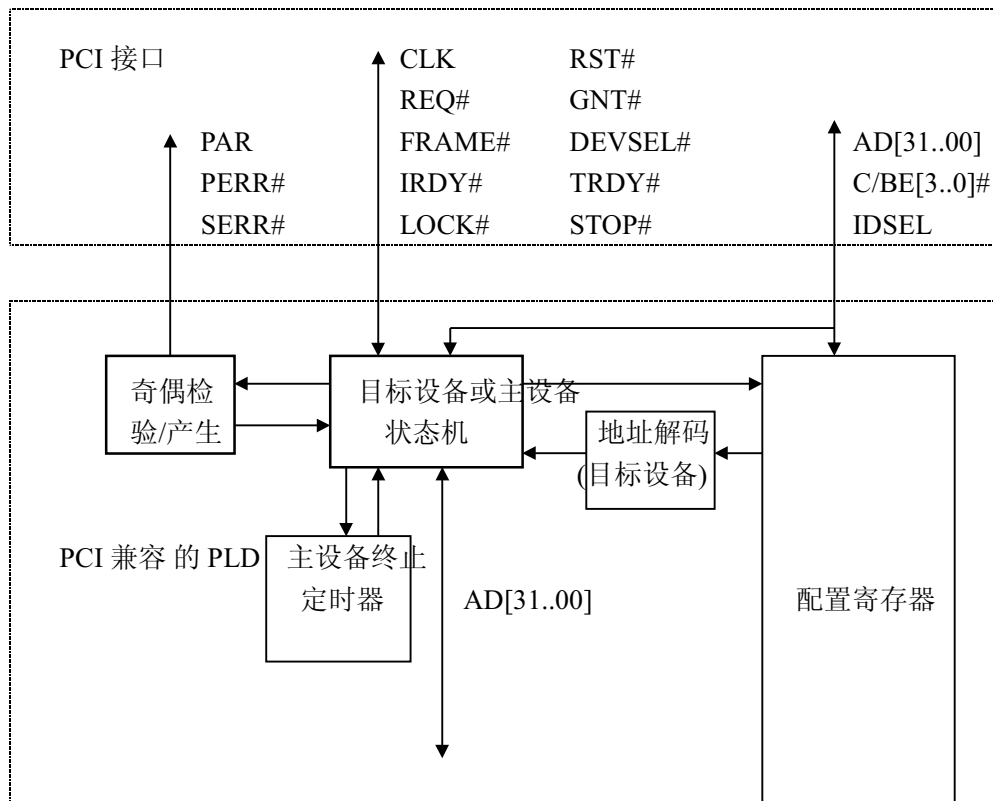 PCI 接口
CLK
RST#
REQ#
GNT#
PAR
FRAME#
DEVSEL#
AD[31..00]
PERR#
IRDY#
TRDY#
C/BE[3..0]#
SERR#
LOCK#
STOP#
IDSEL
奇偶检
验/产生
目标设备或主设备
状态机
地址解码
(目标设备)
PCI 兼容 的 PLD
主设备终止
定时器
AD[31..00]
配置寄存器